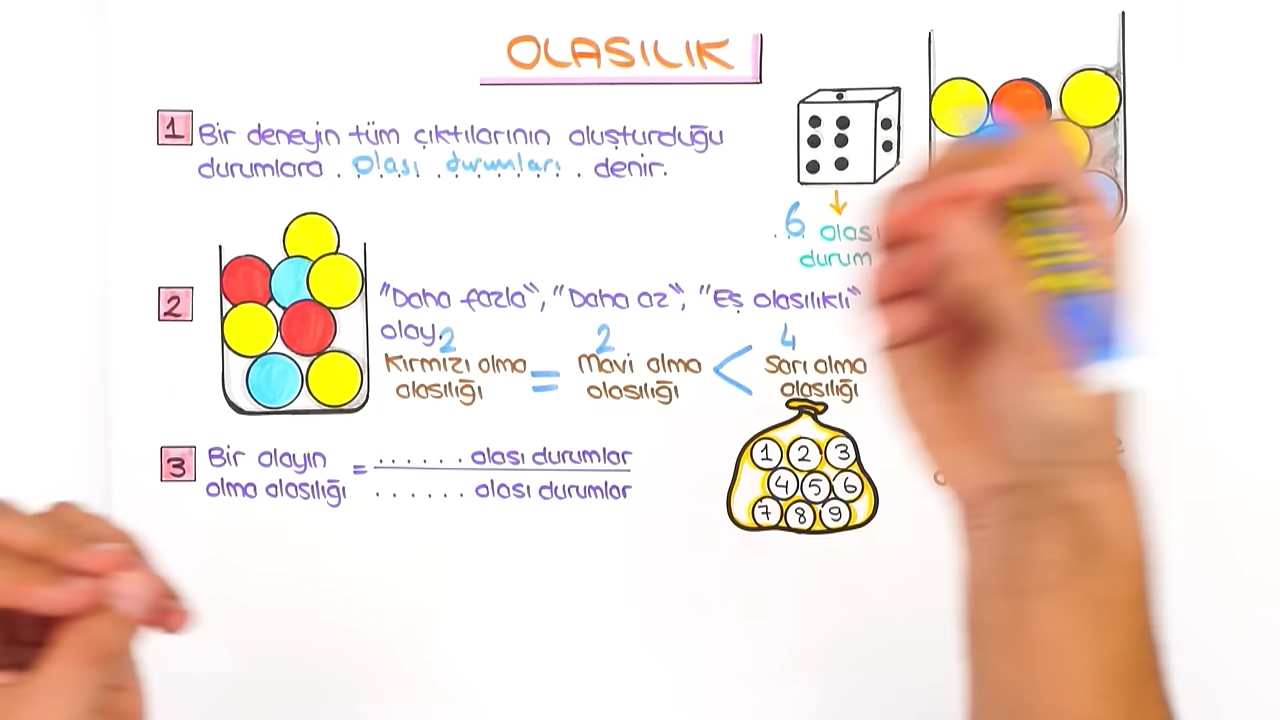 OLASILIK
1 Bir deneyin tüm çıktılarının oluşturduğu
durumlara . olası durumları . denir.
6 olası
durum
2 "Daha fazla", "Daha az", "Eş olasılıklı"
olay
2 2 4
Kırmızı olma = Mavi olma < Sarı olma
olasılığı olasılığı olasılığı
3 Bir olayın = ...... olası durumlar
olma olasılığı ...... olası durumlar
1 2 3
4 5 6
7 8 9